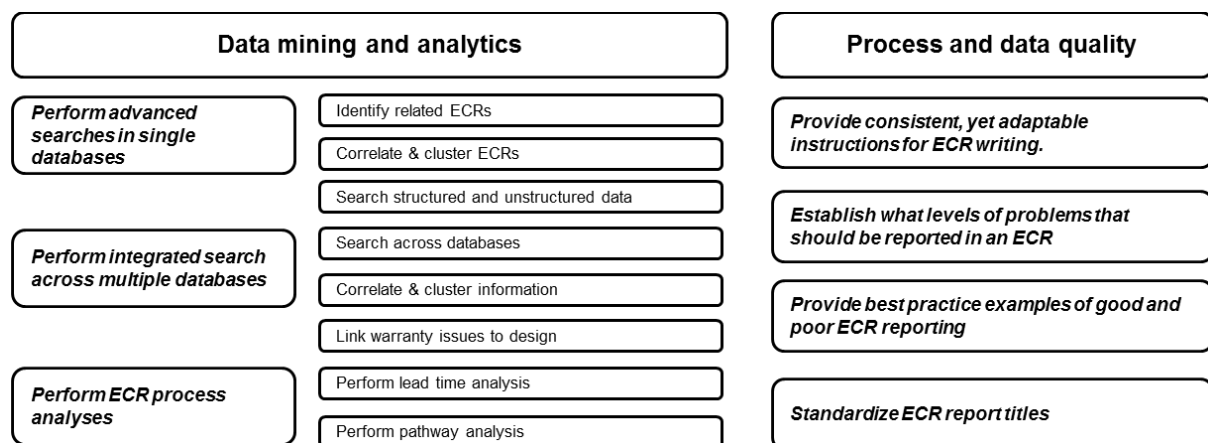 Data mining and analytics
Perform advanced
searches in single
databases
Identify related ECRs
Correlate & cluster ECRs
Search structured and unstructured data
Perform integrated search
across multiple databases
Search across databases
Correlate & cluster information
Link warranty issues to design
Perform ECR process
analyses
Perform lead time analysis
Perform pathway analysis
Process and data quality
Provide consistent, yet adaptable
instructions for ECR writing.
Establish what levels of problems that
should be reported in an ECR
Provide best practice examples of good and
poor ECR reporting
Standardize ECR report titles